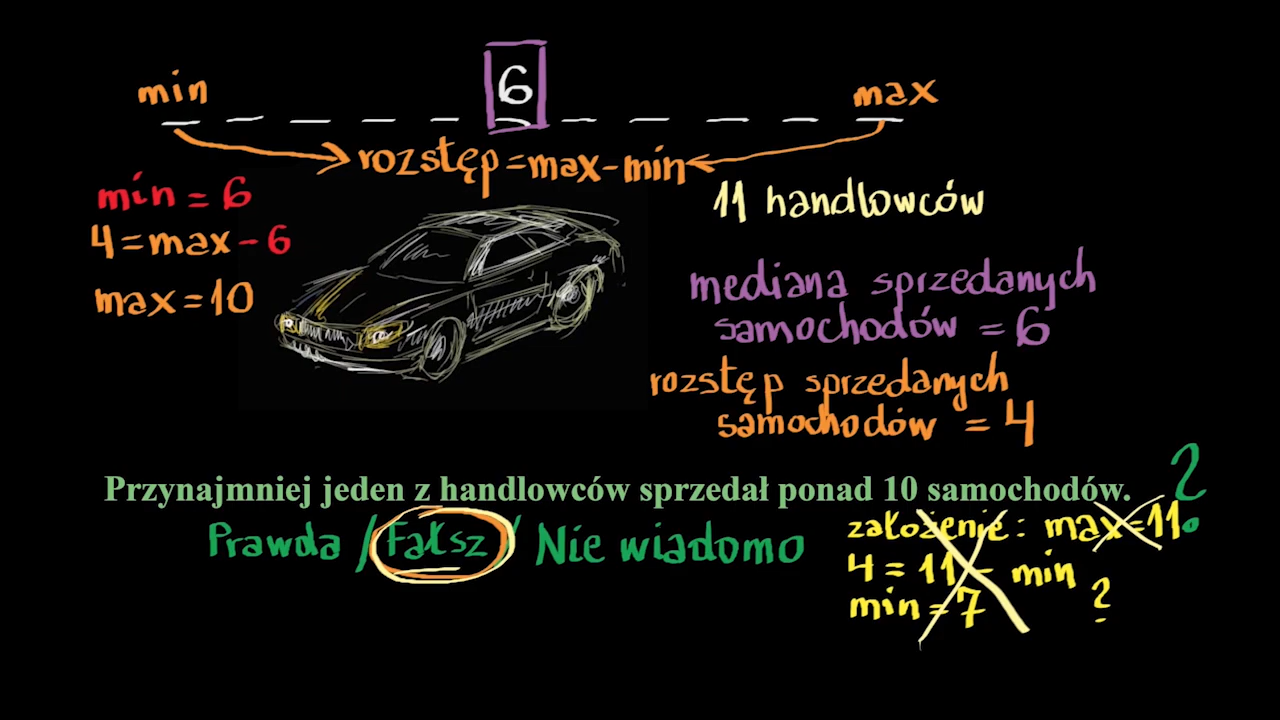 min
6
max
rozstęp=max-min
min = 6
4=max-6
max=10
11 handlowców
mediana sprzedanych
samochodów = 6
rozstęp sprzedanych
samochodów = 4
Przynajmniej jeden z handlowców sprzedał ponad 10 samochodów. ?
Prawda / Fałsz / Nie wiadomo
założenie: max=11
4 = 11 - min
min = 7 ?